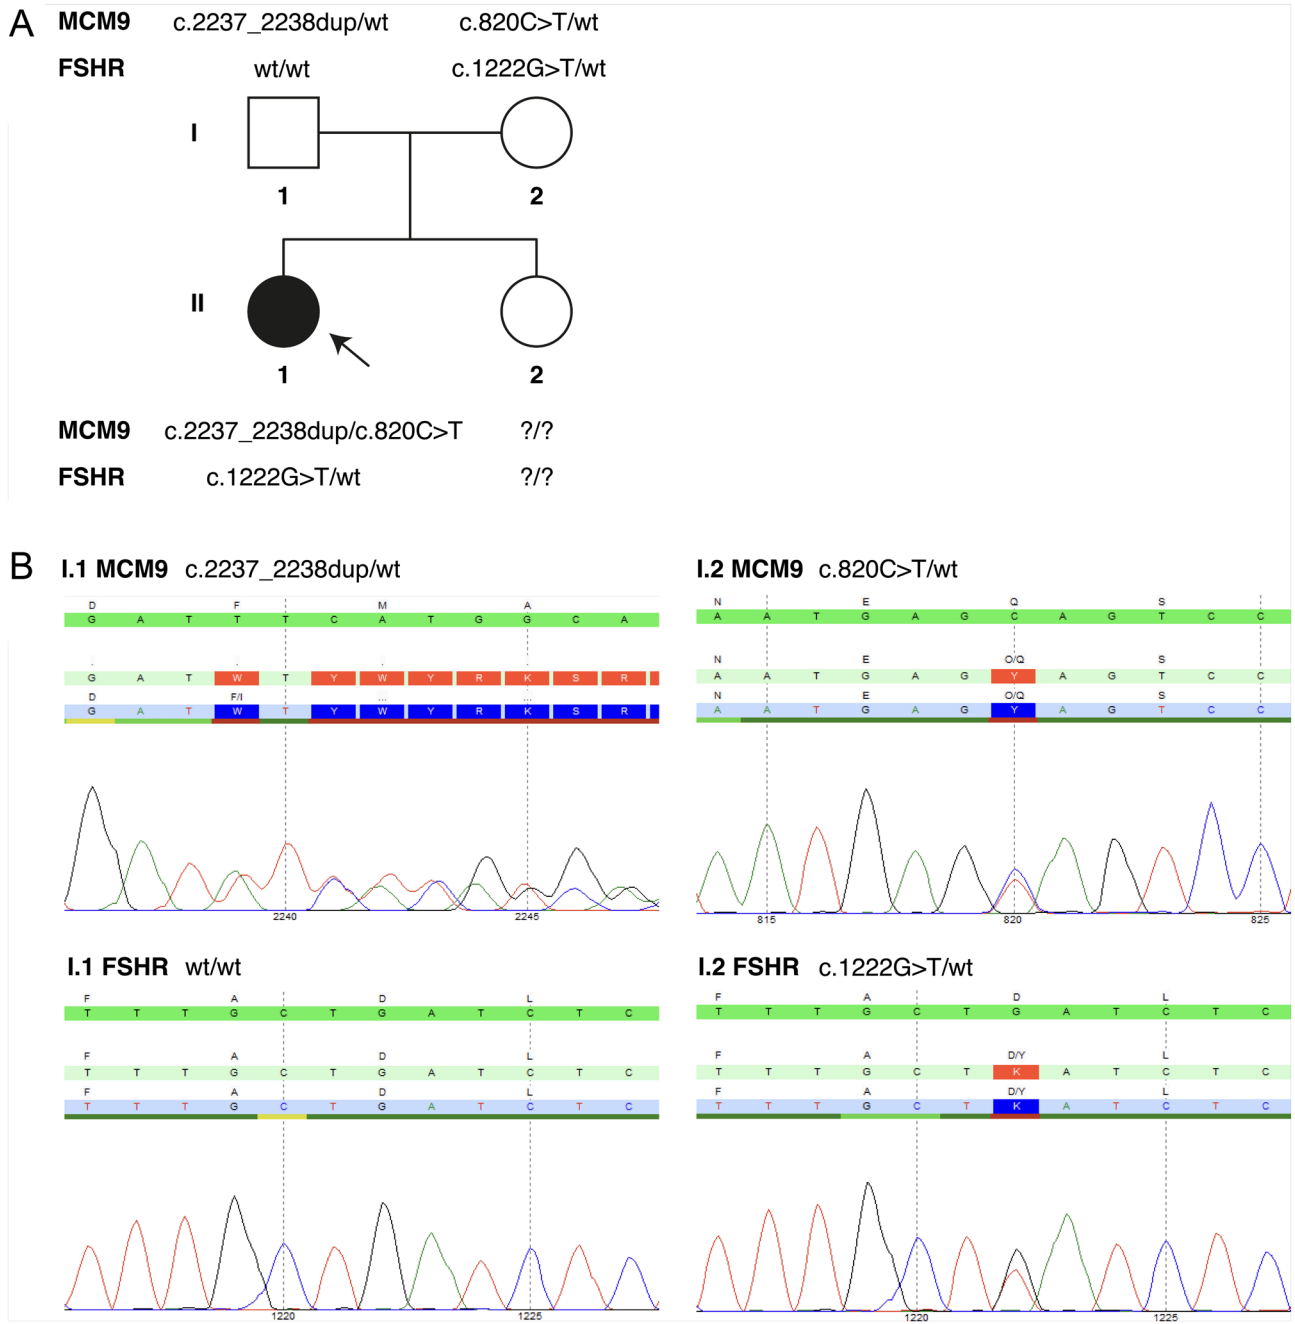 A
MCM9 c.2237_2238dup/wt c.820C>T/wt
FSHR wt/wt c.1222G>T/wt
I
1 2
II
1 2
MCM9 c.2237_2238dup/c.820C>T ?/?
FSHR c.1222G>T/wt ?/?
B
I.1 MCM9 c.2237_2238dup/wt
D F M A
G A T T T C A T G G C A
. . . .
G A T W T Y W Y R K S R
D F/I ... ...
G A T W T Y W Y R K S R
2240 2245
I.2 MCM9 c.820C>T/wt
N E Q S
A A T G A G C A G T C C
N E O/Q S
A A T G A G Y A G T C C
N E O/Q S
A A T G A G Y A G T C C
815 820 825
I.1 FSHR wt/wt
F A D L
T T T G C T G A T C T C
F A D L
T T T G C T G A T C T C
F A D L
T T T G C T G A T C T C
1220 1225
I.2 FSHR c.1222G>T/wt
F A D L
T T T G C T G A T C T C
F A D/Y L
T T T G C T K A T C T C
F A D/Y L
T T T G C T K A T C T C
1220 1225